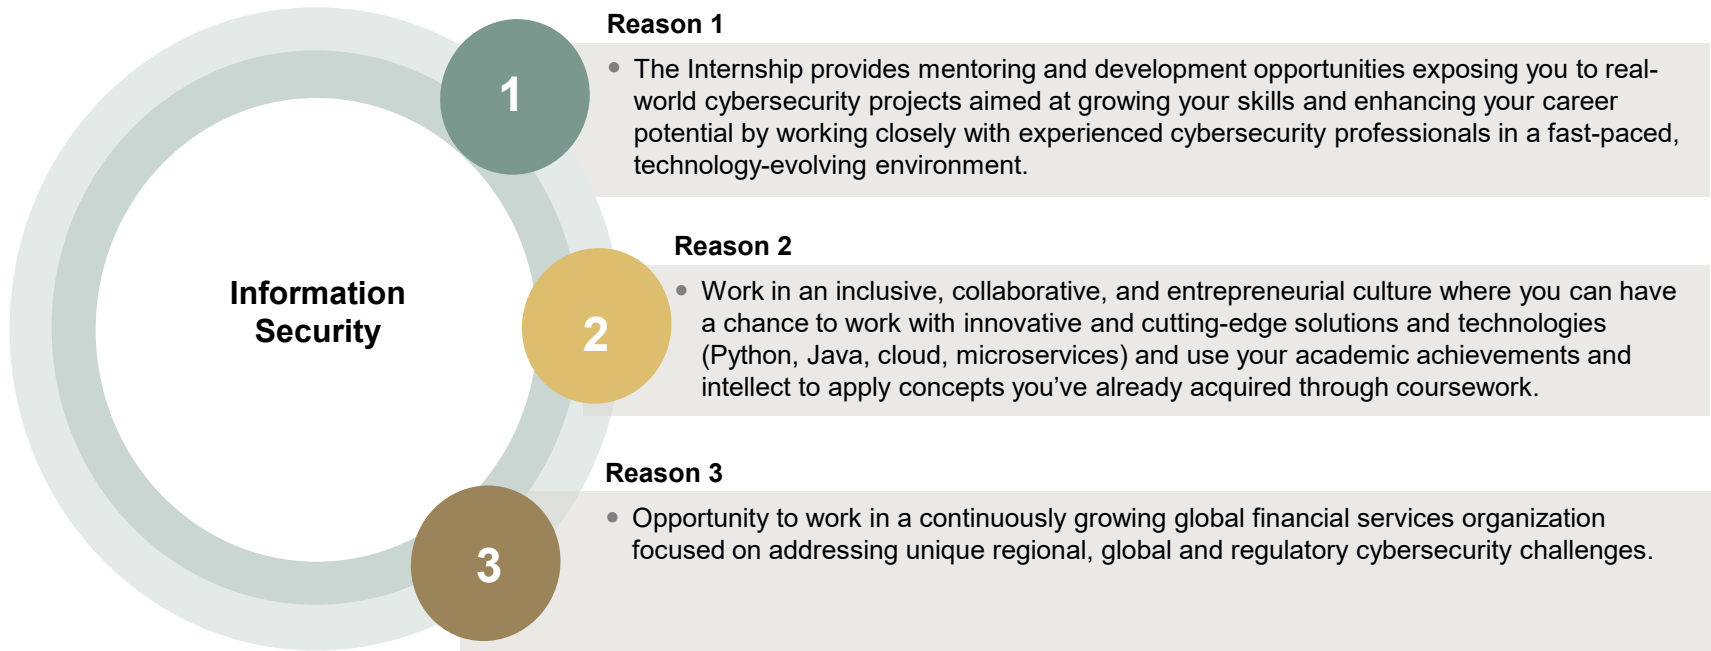 Reason 1
1
• The Internship provides mentoring and development opportunities exposing you to real-
world cybersecurity projects aimed at growing your skills and enhancing your career
potential by working closely with experienced cybersecurity professionals in a fast-paced,
technology-evolving environment.
Information
Security
Reason 2
2
• Work in an inclusive, collaborative, and entrepreneurial culture where you can have
a chance to work with innovative and cutting-edge solutions and technologies
(Python, Java, cloud, microservices) and use your academic achievements and
intellect to apply concepts you’ve already acquired through coursework.
Reason 3
3
• Opportunity to work in a continuously growing global financial services organization
focused on addressing unique regional, global and regulatory cybersecurity challenges.